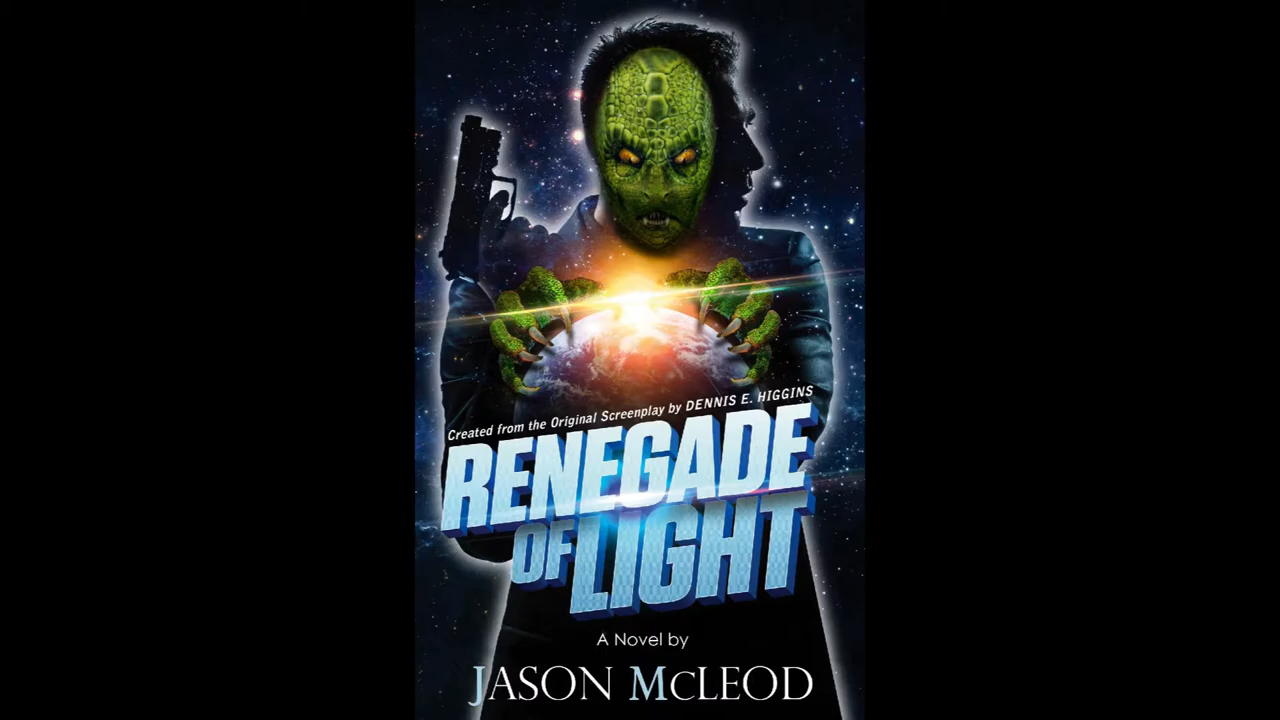 Created from the Original Screenplay by DENNIS E. HIGGINS
RENEGADE
OF LIGHT
A Novel by
JASON McLEOD